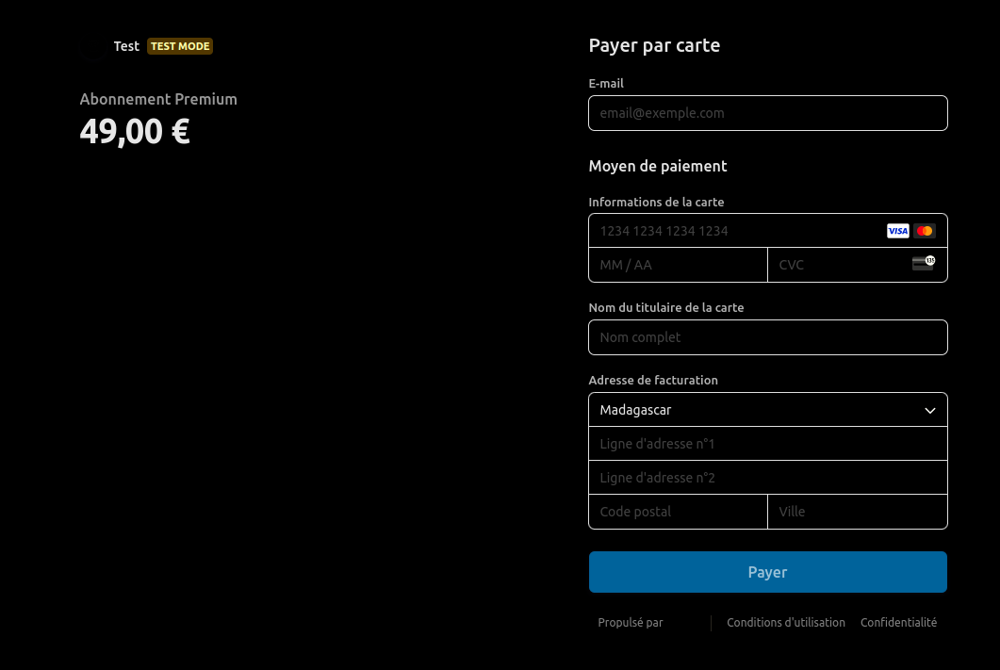 Test TEST MODE
Abonnement Premium
49,00 €
Payer par carte
E-mail
email@exemple.com
Moyen de paiement
Informations de la carte
1234 1234 1234 1234 VISA
MM / AA CVC 135
Nom du titulaire de la carte
Nom complet
Adresse de facturation
Madagascar
Ligne d'adresse n°1
Ligne d'adresse n°2
Code postal Ville
Payer
Propulsé par Conditions d'utilisation Confidentialité